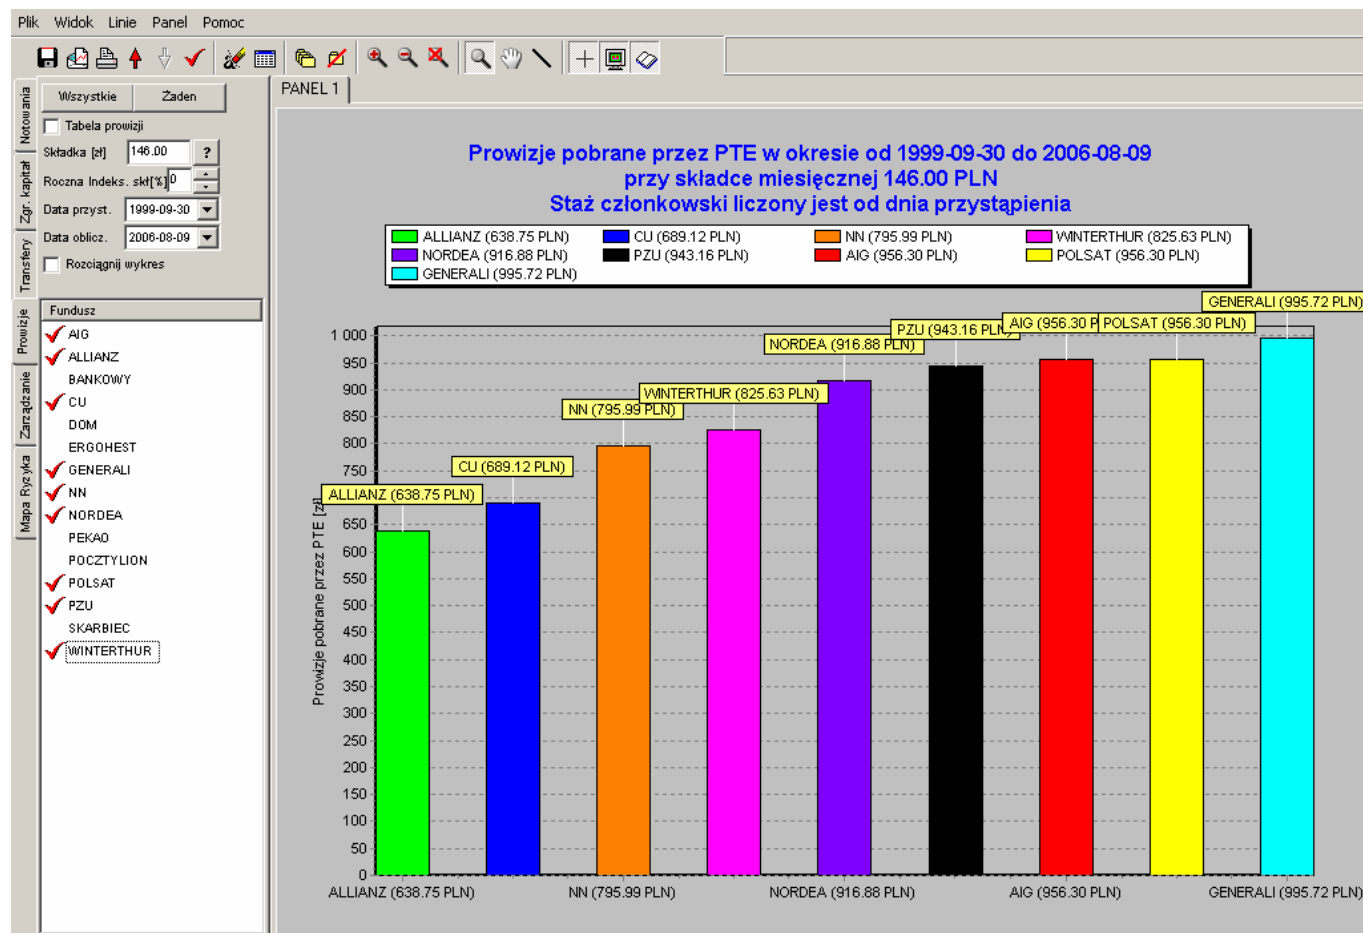 Plik Widok Linie Panel Pomoc
PANEL 1
Notowania
Zgr. kapitał
Transfery
Prowizje
Zarządzanie
Mapa Ryzyka
Wszystkie Żaden
Tabela prowizji
Składka [zł] 146.00 ?
Roczna Indeks. skł[%] 0
Data przyst. 1999-09-30
Data oblicz. 2006-08-09
Rozciągnij wykres
Fundusz
AIG
ALLIANZ
BANKOWY
CU
DOM
ERGOHEST
GENERALI
NN
NORDEA
PEKAO
POCZTYLION
POLSAT
PZU
SKARBIEC
WINTERTHUR
Prowizje pobrane przez PTE w okresie od 1999-09-30 do 2006-08-09
przy składce miesięcznej 146.00 PLN
Staż członkowski liczony jest od dnia przystąpienia
ALLIANZ (638.75 PLN) CU (689.12 PLN) NN (795.99 PLN) WINTERTHUR (825.63 PLN)
NORDEA (916.88 PLN) PZU (943.16 PLN) AIG (956.30 PLN) POLSAT (956.30 PLN)
GENERALI (995.72 PLN)
GENERALI (995.72 PLN)
AIG (956.30 P POLSAT (956.30 PLN)
PZU (943.16 PLN)
NORDEA (916.88 PLN)
WINTERTHUR (825.63 PLN)
NN (795.99 PLN)
CU (689.12 PLN)
ALLIANZ (638.75 PLN)
Prowizje pobrane przez PTE [zł]
1 000
950
900
850
800
750
650
600
550
500
450
400
350
300
250
200
150
100
50
0
ALLIANZ (638.75 PLN) NN (795.99 PLN) NORDEA (916.88 PLN) AIG (956.30 PLN) GENERALI (995.72 PLN)